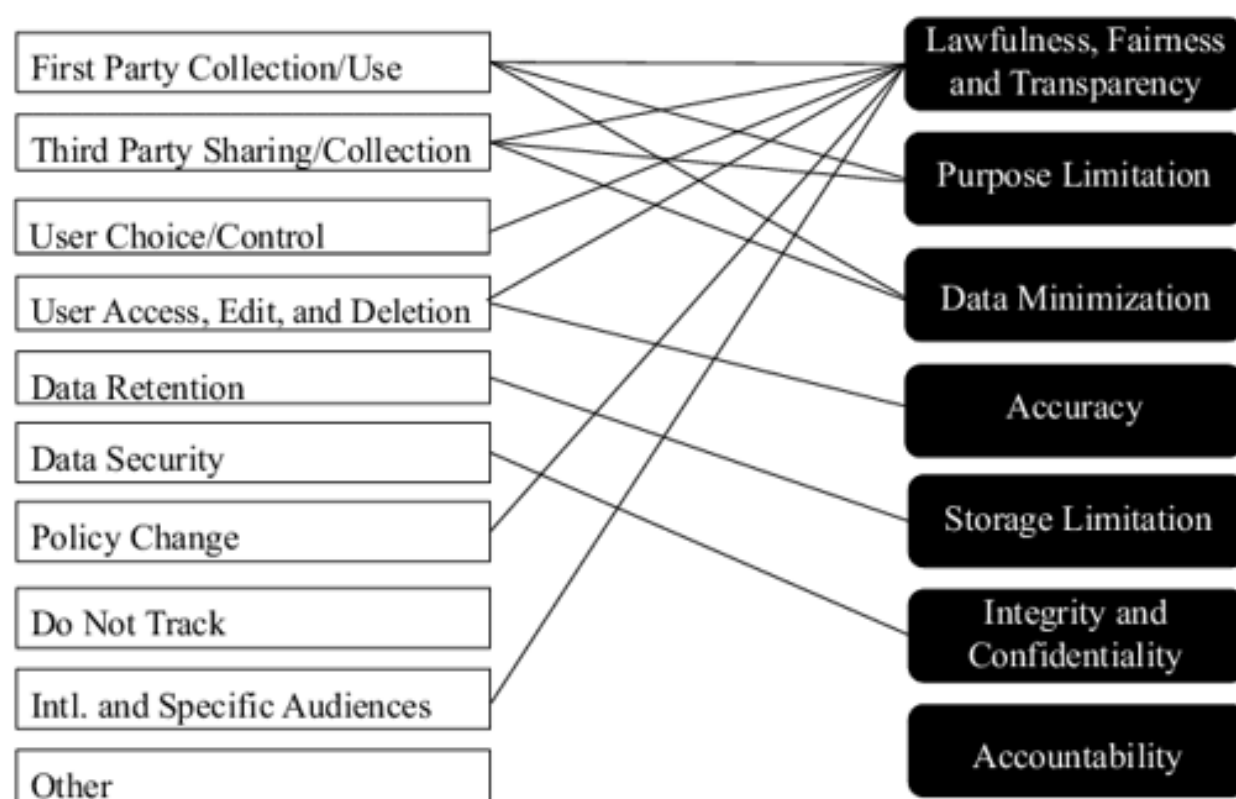 First Party Collection/Use
Third Party Sharing/Collection
User Choice/Control
User Access, Edit, and Deletion
Data Retention
Data Security
Policy Change
Do Not Track
Intl. and Specific Audiences
Other
Lawfulness, Fairness
and Transparency
Purpose Limitation
Data Minimization
Accuracy
Storage Limitation
Integrity and
Confidentiality
Accountability